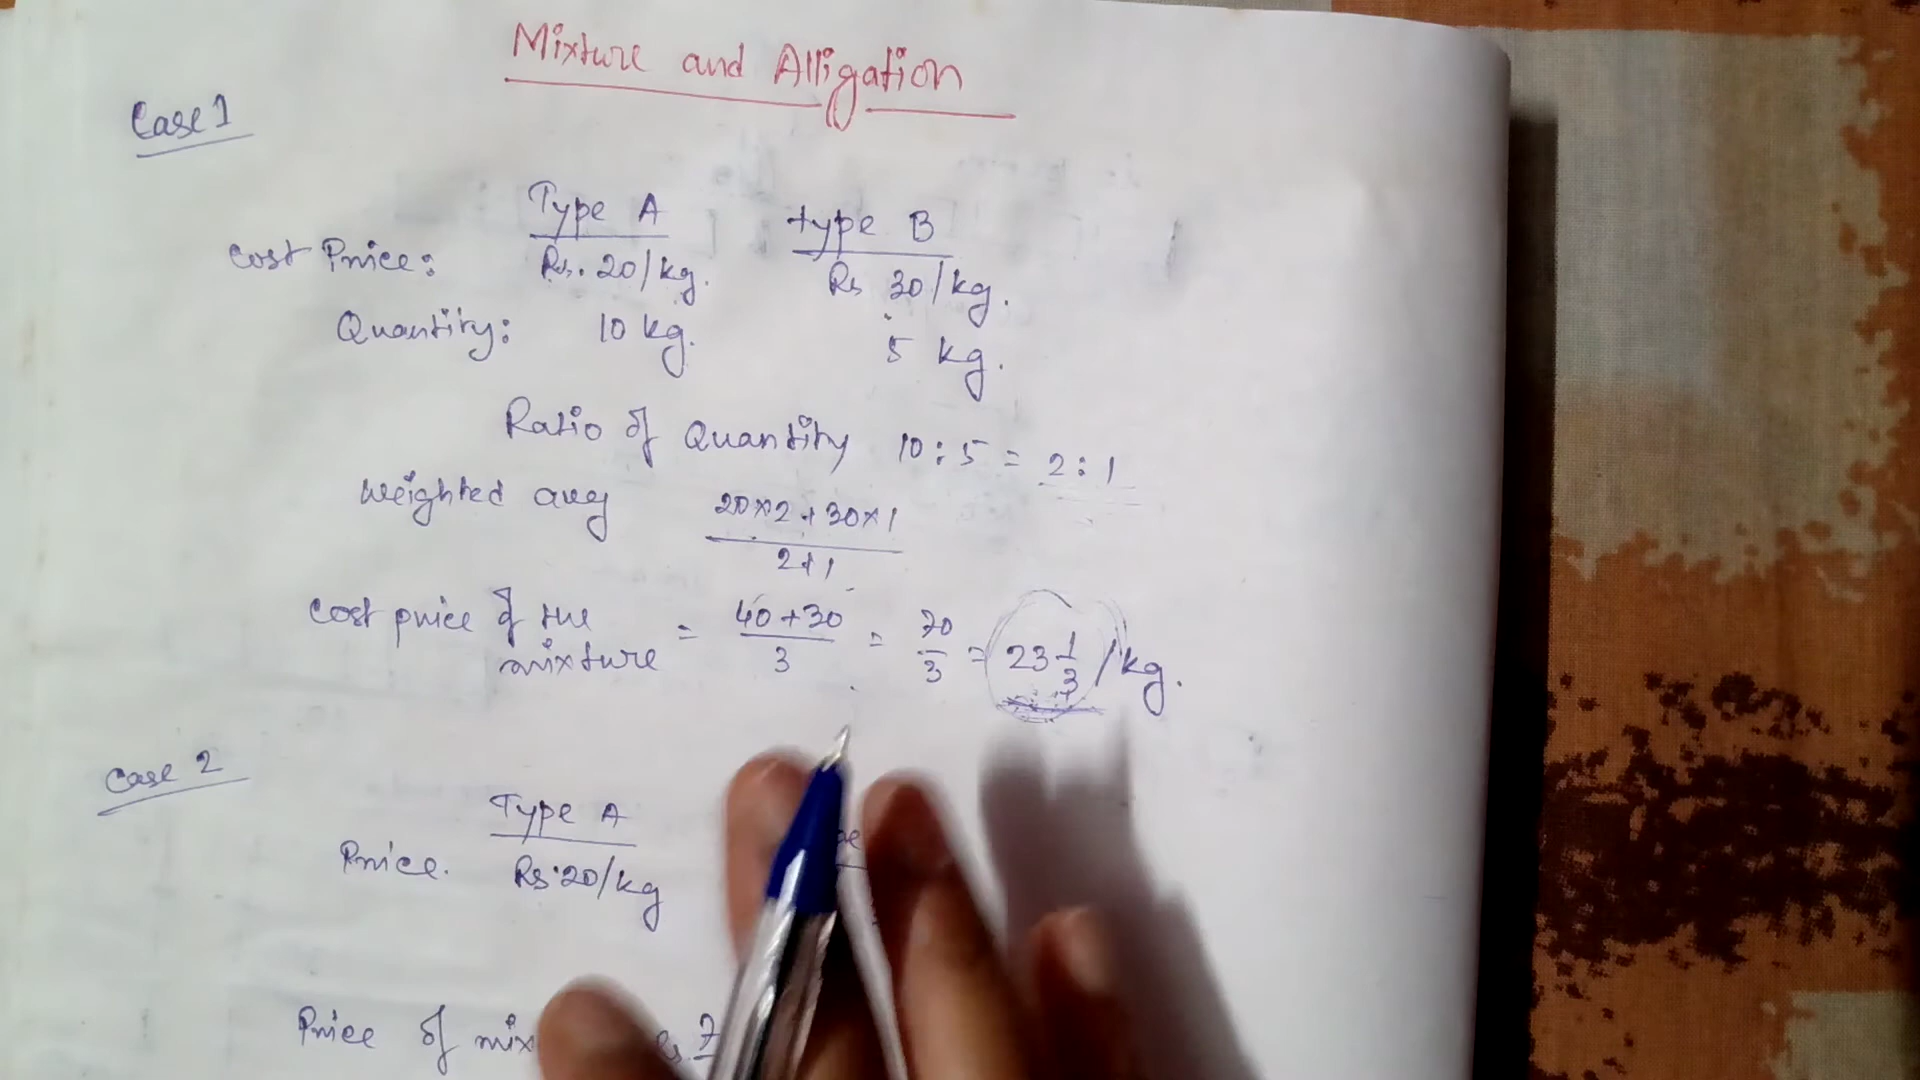 Mixture and Alligation
Case 1
Type A type B
Cost Price: Rs. 20/kg. Rs 30/kg.
Quantity: 10 kg. 5 kg.
Ratio of Quantity 10:5 = 2:1
Weighted avg 20×2+30×1
2+1
Cost price of the mixture = 40+30/3 = 70/3 = 23 1/3 /kg.
Case 2
Type A
Price. Rs.20/kg
Price of mix Rs. 7